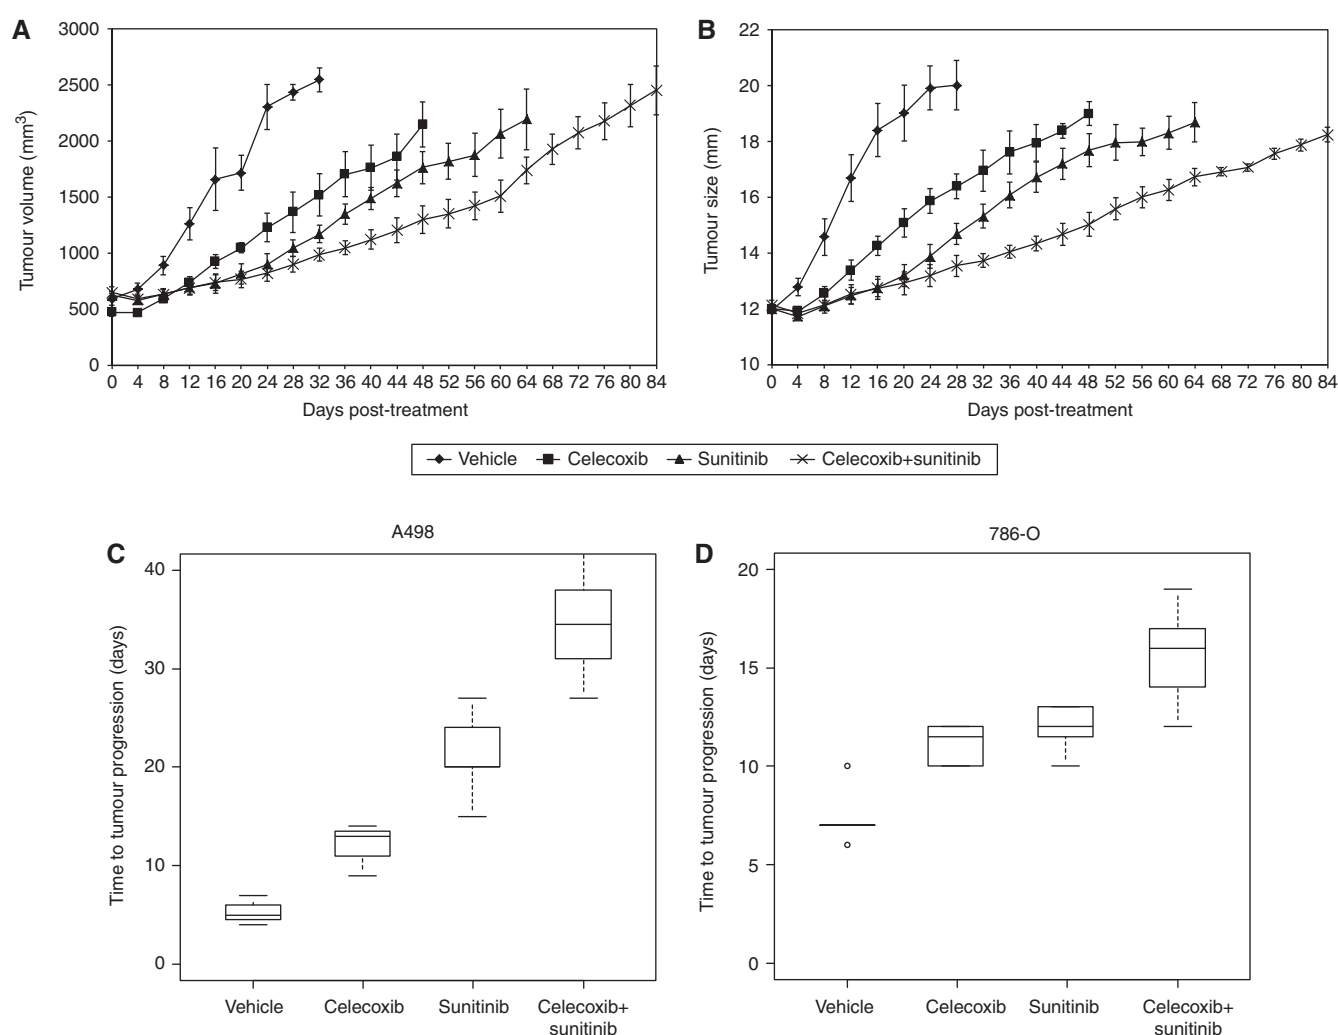 A
Tumour volume (mm3)
3000
2500
2000
1500
1000
500
0
0 4 8 12 16 20 24 28 32 36 40 44 48 52 56 60 64 72 76 80 84
Days post-treatment
B
Tumour size (mm)
22
20
18
16
14
12
10
0 4 8 12 16 20 24 28 32 36 40 44 48 52 56 60 64 68 72 76 80 84
Days post-treatment
Vehicle Celecoxib Sunitinib Celecoxib+sunitinib
C
A498
Time to tumour progression (days)
40
30
20
10
0
Vehicle Celecoxib Sunitinib Celecoxib+
sunitinib
D
786-O
Time to tumour progression (days)
20
15
10
5
0
Vehicle Celecoxib Sunitinib Celecoxib+
sunitinib